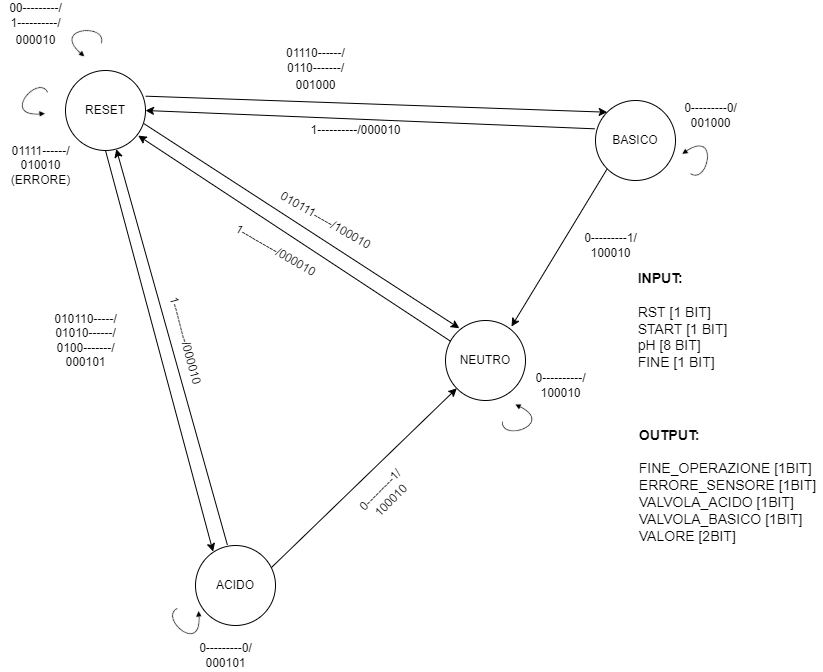 00---------/
1----------/
000010
01110------/
0110-------/
001000
RESET
0---------0/
001000
1----------/000010
BASICO
01111------/
010010
(ERRORE)
010111-----/100010
1----------/000010
0---------1/
100010
INPUT:
RST [1 BIT]
START [1 BIT]
pH [8 BIT]
FINE [1 BIT]
010110-----/
01010------/
0100-------/
000101
1----------/000010
NEUTRO
0----------/
100010
OUTPUT:
FINE_OPERAZIONE [1BIT]
ERRORE_SENSORE [1BIT]
VALVOLA_ACIDO [1BIT]
VALVOLA_BASICO [1BIT]
VALORE [2BIT]
0---------1/
100010
ACIDO
0---------0/
000101